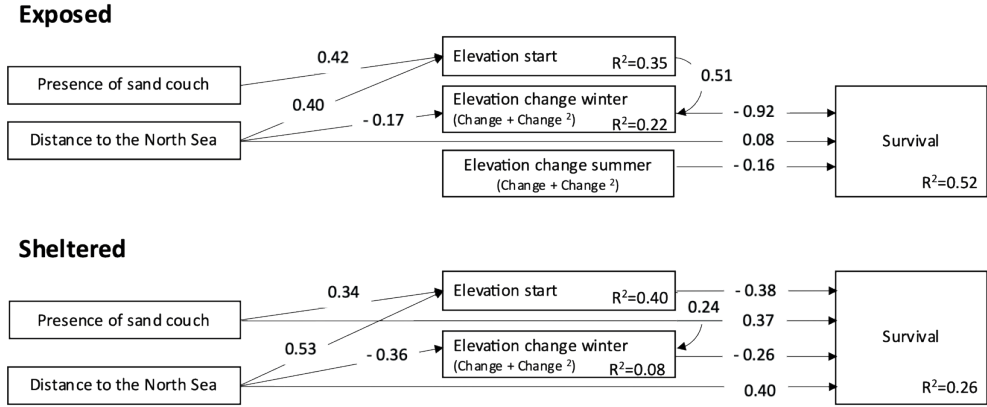 Exposed
Presence of sand couch
Distance to the North Sea
0.42
0.40
- 0.17
Elevation start
R²=0.35
0.51
Elevation change winter
(Change + Change ²)
R²=0.22
Elevation change summer
(Change + Change ²)
- 0.92
0.08
- 0.16
Survival
R²=0.52
Sheltered
Presence of sand couch
Distance to the North Sea
0.34
0.53
- 0.36
Elevation start
R²=0.40
0.24
Elevation change winter
(Change + Change ²)
R²=0.08
- 0.38
0.37
- 0.26
0.40
Survival
R²=0.26